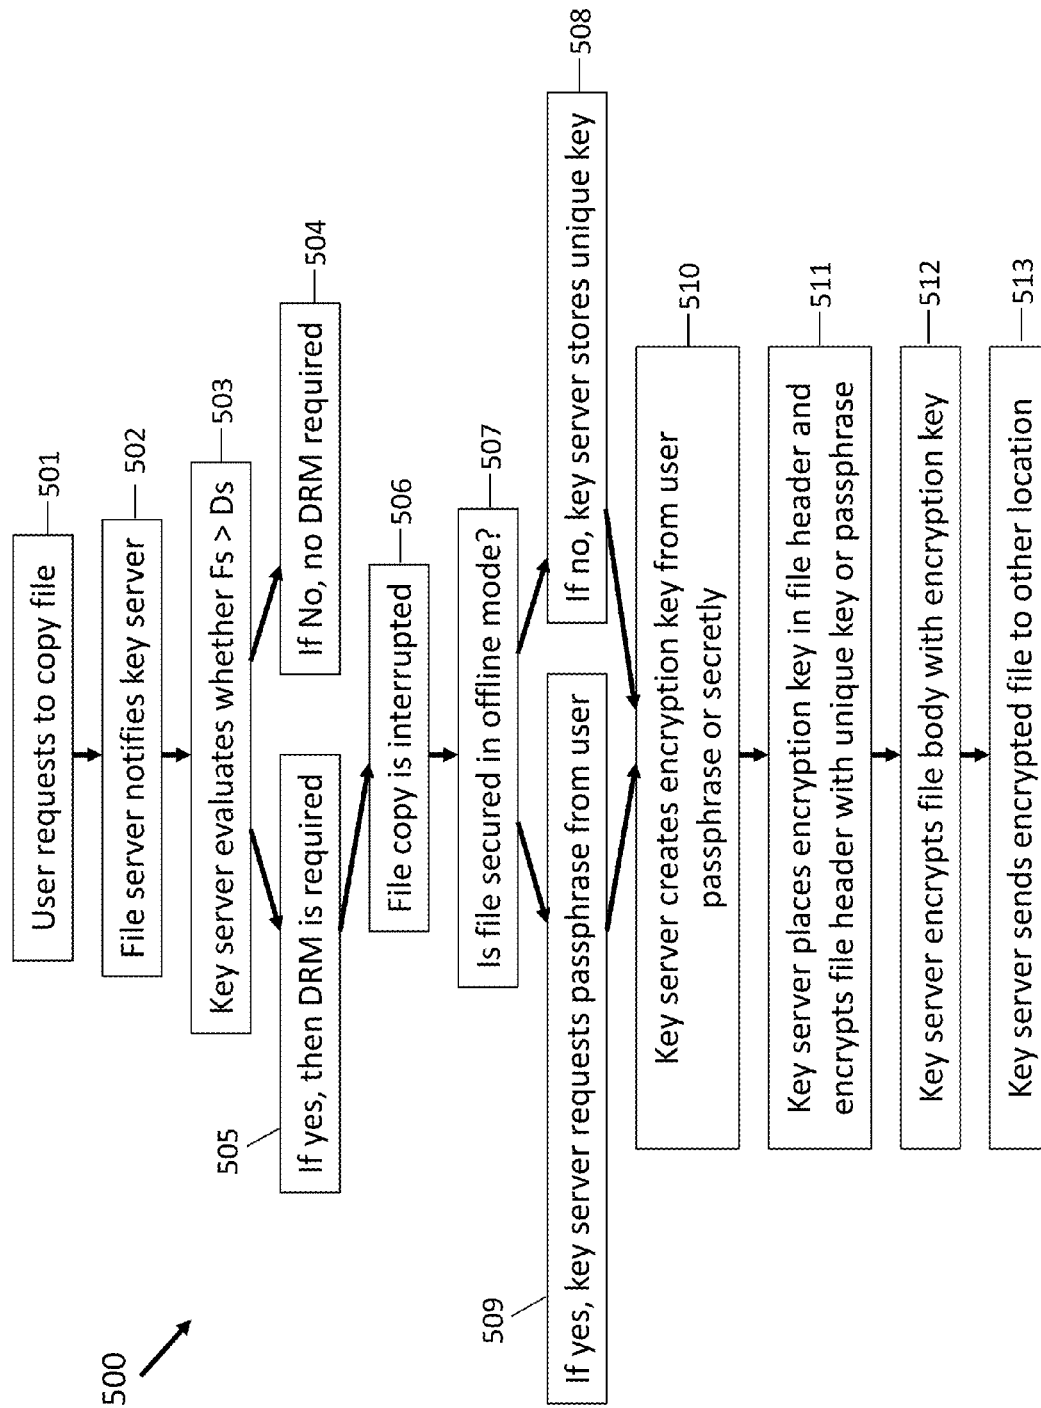 500
User requests to copy file
501
File server notifies key server
502
Key server evaluates whether Fs > Ds
503
505
If yes, then DRM is required
If No, no DRM required
504
File copy is interrupted
506
Is file secured in offline mode?
507
509
If yes, key server requests passphrase from user
If no, key server stores unique key
508
Key server creates encryption key from user
passphrase or secretly
510
Key server places encryption key in file header and
encrypts file header with unique key or passphrase
511
Key server encrypts file body with encryption key
512
Key server sends encrypted file to other location
513